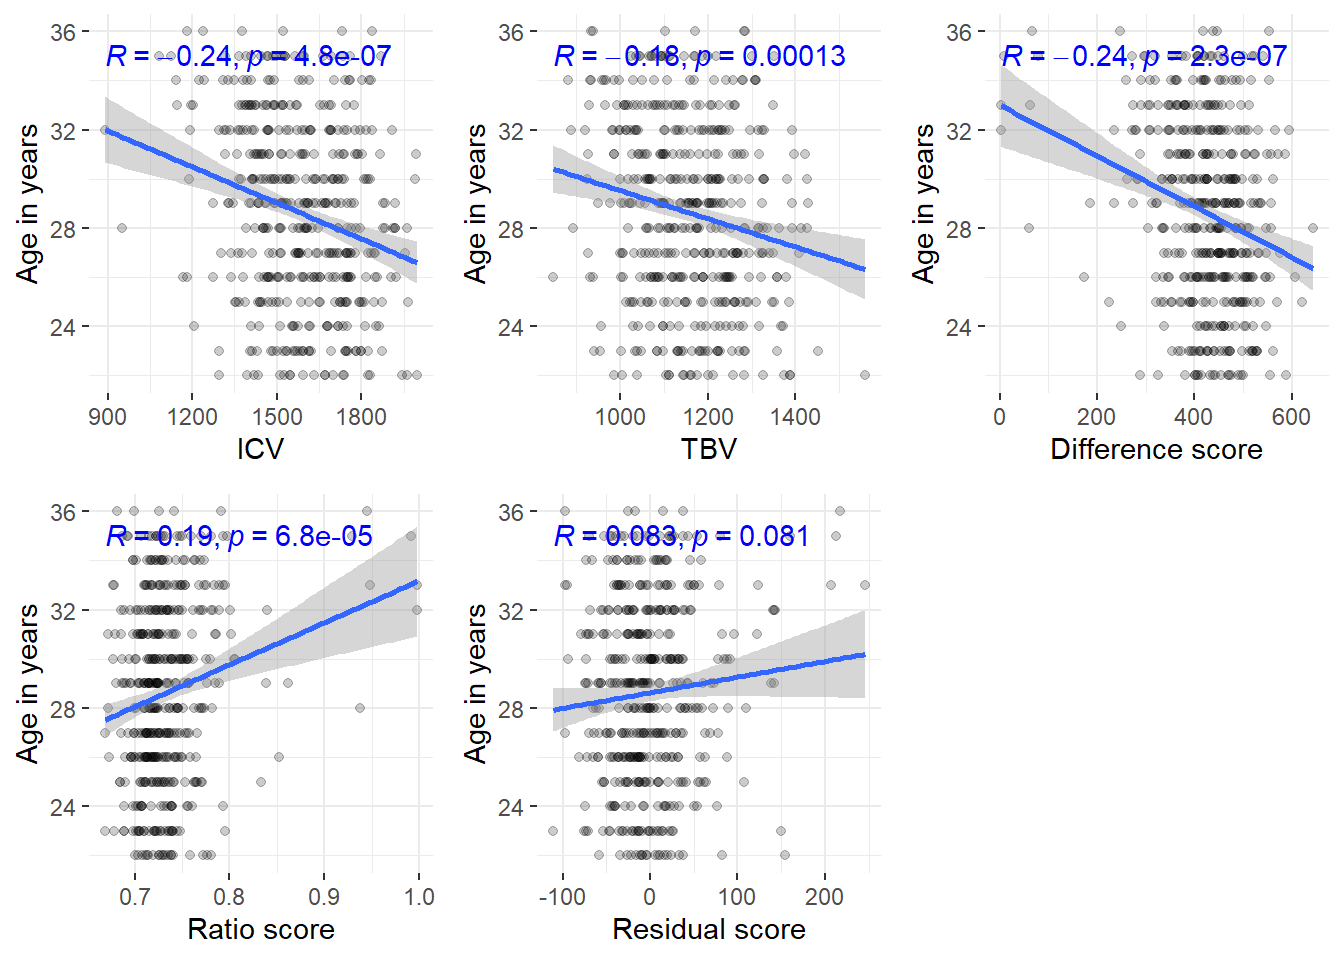 R = −0.24, p = 4.8e-07
36
32
28
24
Age in years
900 1200 1500 1800
ICV
R = −0.18, p = 0.00013
36
32
28
24
Age in years
1000 1200 1400
TBV
R = −0.24, p = 2.3e-07
36
32
28
24
Age in years
0 200 400 600
Difference score
R = 0.19, p = 6.8e-05
36
32
28
24
Age in years
0.7 0.8 0.9 1.0
Ratio score
R = 0.083, p = 0.081
36
32
28
24
Age in years
-100 0 100 200
Residual score